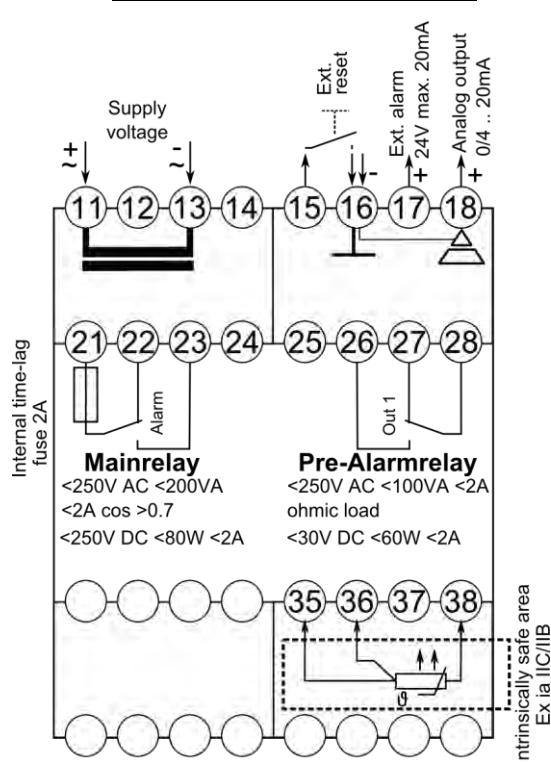 Ext.
reset
Ext. alarm
24V max. 20mA
Analog output
0/4 .. 20mA
Supply
voltage
+
~
-
~
-
+
+
11 12 13 14 15 16 17 18
21 22 23 24 25 26 27 28
Internal time-lag
fuse 2A
Alarm
Out 1
Mainrelay
<250V AC <200VA
<2A cos >0.7
<250V DC <80W <2A
Pre-Alarmrelay
<250V AC <100VA <2A
ohmic load
<30V DC <60W <2A
35 36 37 38
ϑ
ntrinsically safe area
Ex ia IIC/IIB